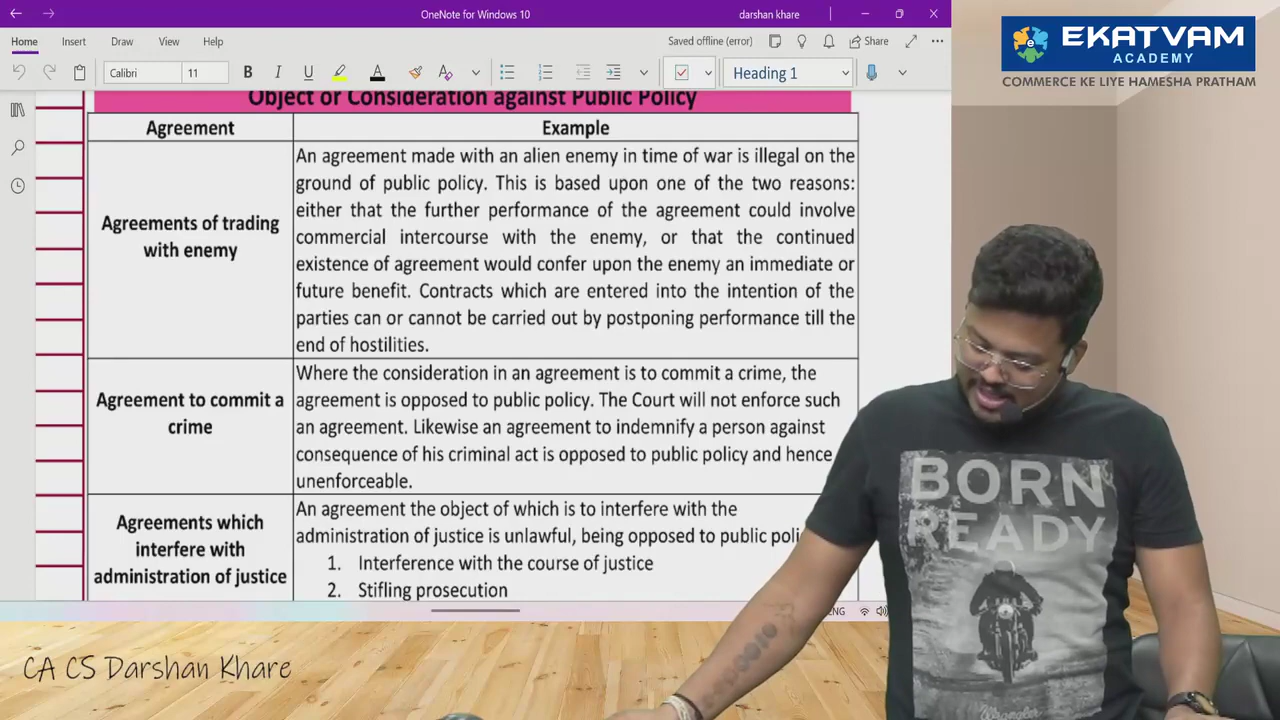 OneNote for Windows 10
darshan khare
Home
Insert
Draw
View
Help
Saved offline (error)
Share
Calibri
11
B
I
U
A
Heading 1
EKATVAM
ACADEMY
COMMERCE KE LIYE HAMESHA PRATHAM
Object or Consideration against Public Policy
Agreement
Example
Agreements of trading
with enemy
An agreement made with an alien enemy in time of war is illegal on the
ground of public policy. This is based upon one of the two reasons:
either that the further performance of the agreement could involve
commercial intercourse with the enemy, or that the continued
existence of agreement would confer upon the enemy an immediate or
future benefit. Contracts which are entered into the intention of the
parties can or cannot be carried out by postponing performance till the
end of hostilities.
Agreement to commit a
crime
Where the consideration in an agreement is to commit a crime, the
agreement is opposed to public policy. The Court will not enforce such
an agreement. Likewise an agreement to indemnify a person against
consequence of his criminal act is opposed to public policy and hence
unenforceable.
Agreements which
interfere with
administration of justice
An agreement the object of which is to interfere with the
administration of justice is unlawful, being opposed to public poli
1. Interference with the course of justice
2. Stifling prosecution
ENG
BORN
READY
Wrangler
CA CS Darshan Khare